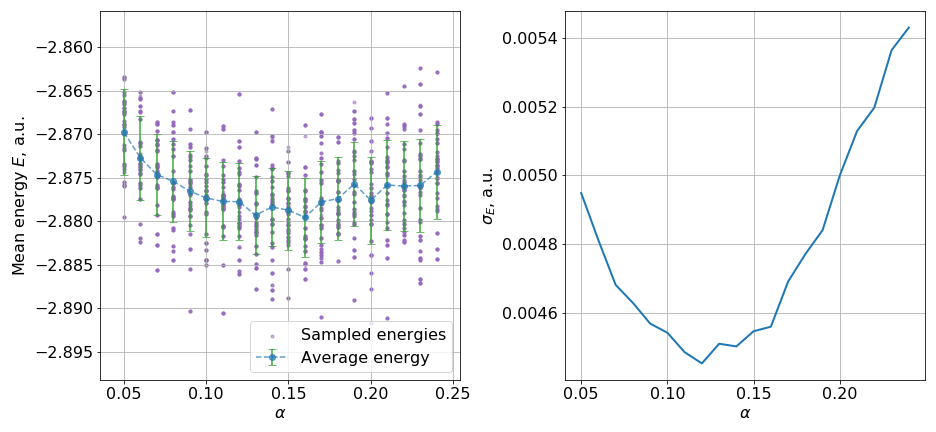 Mean energy E, a.u.
−2.860
−2.865
−2.870
−2.875
−2.880
−2.885
−2.890
−2.895
0.05 0.10 0.15 0.20 0.25
α
Sampled energies
Average energy
σE, a.u.
0.0054
0.0052
0.0050
0.0048
0.0046
0.05 0.10 0.15 0.20
α